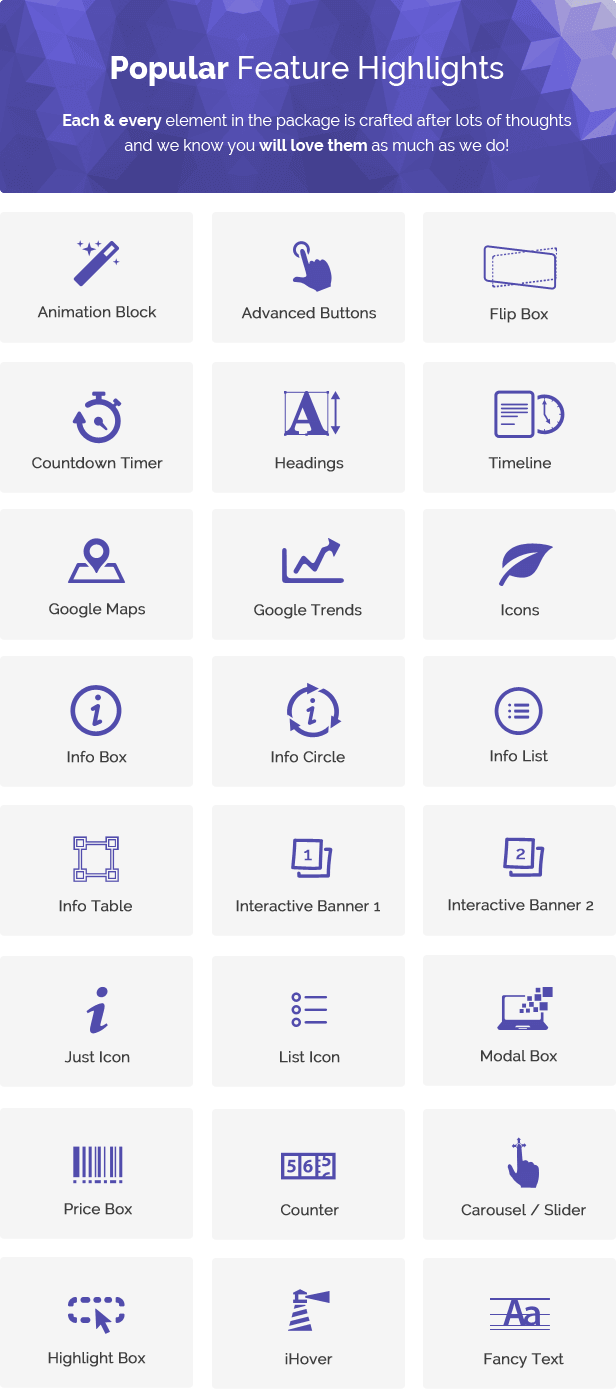 Popular Feature Highlights
Each & every element in the package is crafted after lots of thoughts
and we know you will love them as much as we do!
Animation Block
Advanced Buttons
Flip Box
Countdown Timer
A
Headings
Timeline
Google Maps
Google Trends
Icons
i
Info Box
i
Info Circle
Info List
Info Table
1
Interactive Banner 1
2
Interactive Banner 2
i
Just Icon
List Icon
Modal Box
Price Box
565
Counter
Carousel / Slider
Highlight Box
iHover
Aa
Fancy Text